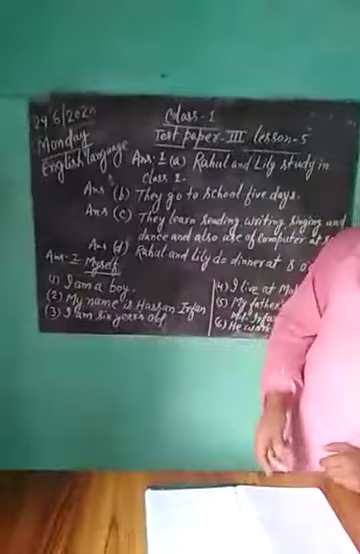 29/6/2020
Monday
English language
Class-1
Test paper-III lesson-5
Ans:1 (a) Rahul and Lily study in
class 1.
Ans (b) They go to school five days.
Ans (c) They learn reading, writing, singing and
dance and also use of computer at
Ans (d) Rahul and Lily do dinner at 8
Ans-2 Myself
(1) I am a boy.
(2) My name is Hassan Irfan
(3) I am six years old
(4) I live at
(5) My father's
Md. Irfan
(6) He